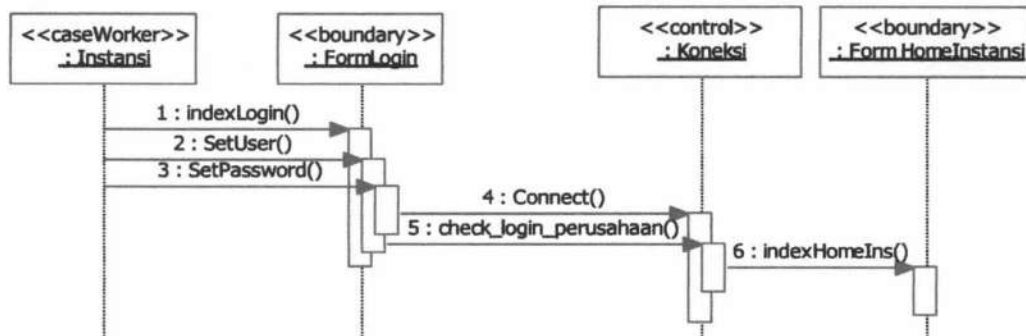 <<caseWorker>>
: Instansi
<<boundary>>
: FormLogin
<<control>>
: Koneksi
<<boundary>>
: Form HomeInstansi
1 : indexLogin()
2 : SetUser()
3 : SetPassword()
4 : Connect()
5 : check_login_perusahaan()
6 : indexHomeIns()